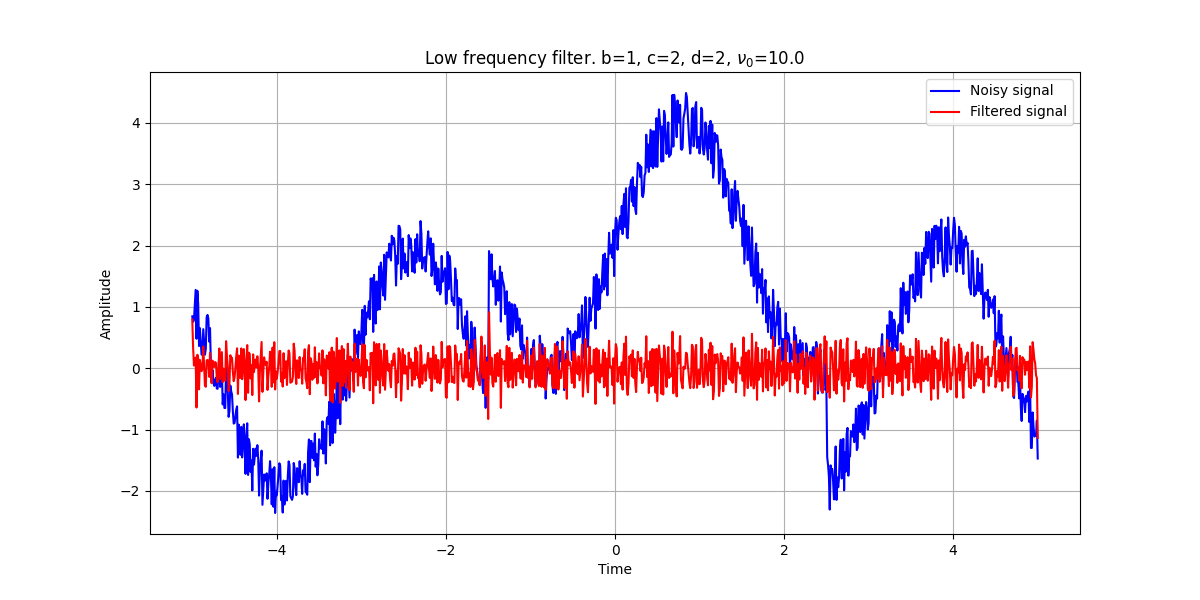 Low frequency filter. b=1, c=2, d=2, ν₀=10.0
Noisy signal
Filtered signal
Amplitude
4
3
2
1
0
−1
−2
−4
−2
0
2
4
Time